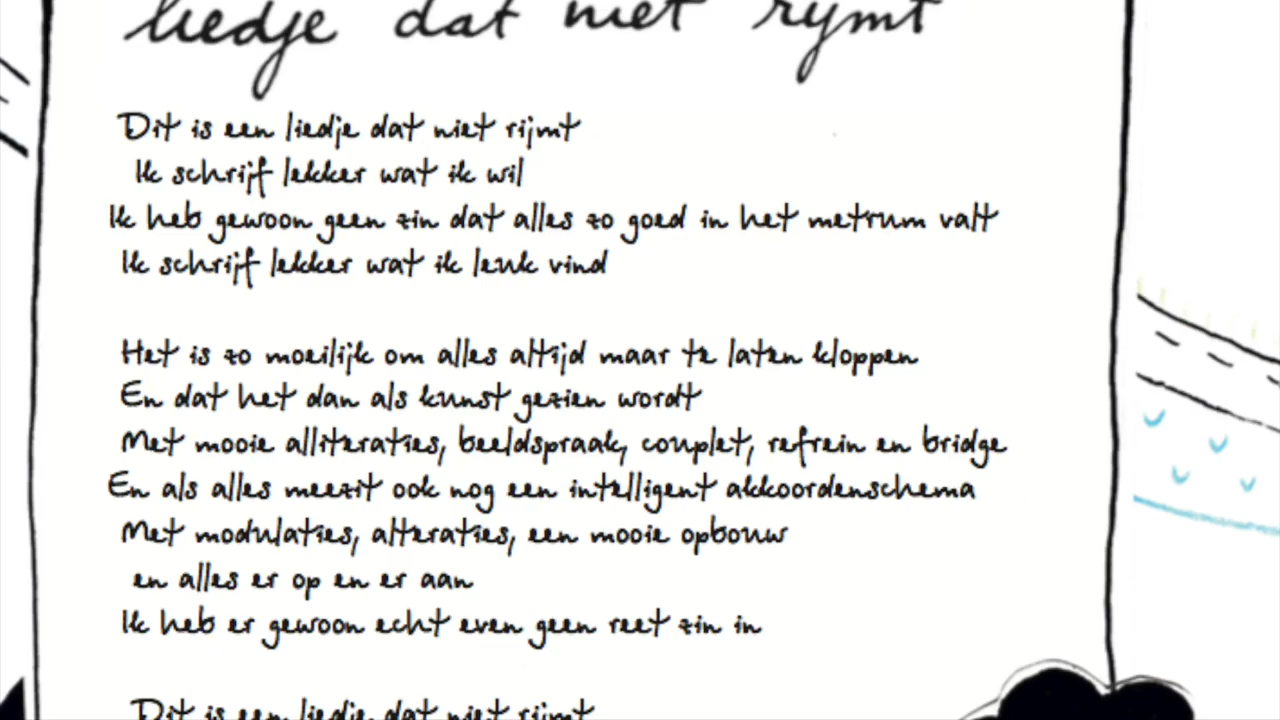 liedje dat niet rijmt
Dit is een liedje dat niet rijmt
Ik schrijf lekker wat ik wil
Ik heb gewoon geen zin dat alles zo goed in het metrum valt
Ik schrijf lekker wat ik leuk vind
Het is zo moeilijk om alles altijd maar te laten kloppen
En dat het dan als kunst gezien wordt
Met mooie alliteraties, beeldspraak, couplet, refrein en bridge
En als alles meezit ook nog een intelligent akkoordenschema
Met modulaties, alteraties, een mooie opbouw
en alles er op en er aan
Ik heb er gewoon echt even geen reet zin in
Dit is een liedje dat niet rijmt